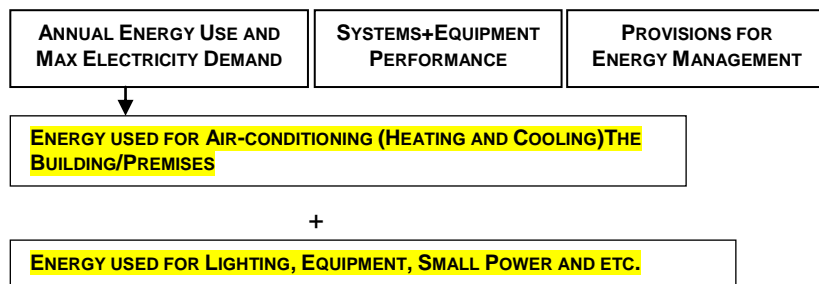 ANNUAL ENERGY USE AND
MAX ELECTRICITY DEMAND
SYSTEMS+EQUIPMENT
PERFORMANCE
PROVISIONS FOR
ENERGY MANAGEMENT
ENERGY USED FOR AIR-CONDITIONING (HEATING AND COOLING)THE
BUILDING/PREMISES
+
ENERGY USED FOR LIGHTING, EQUIPMENT, SMALL POWER AND ETC.